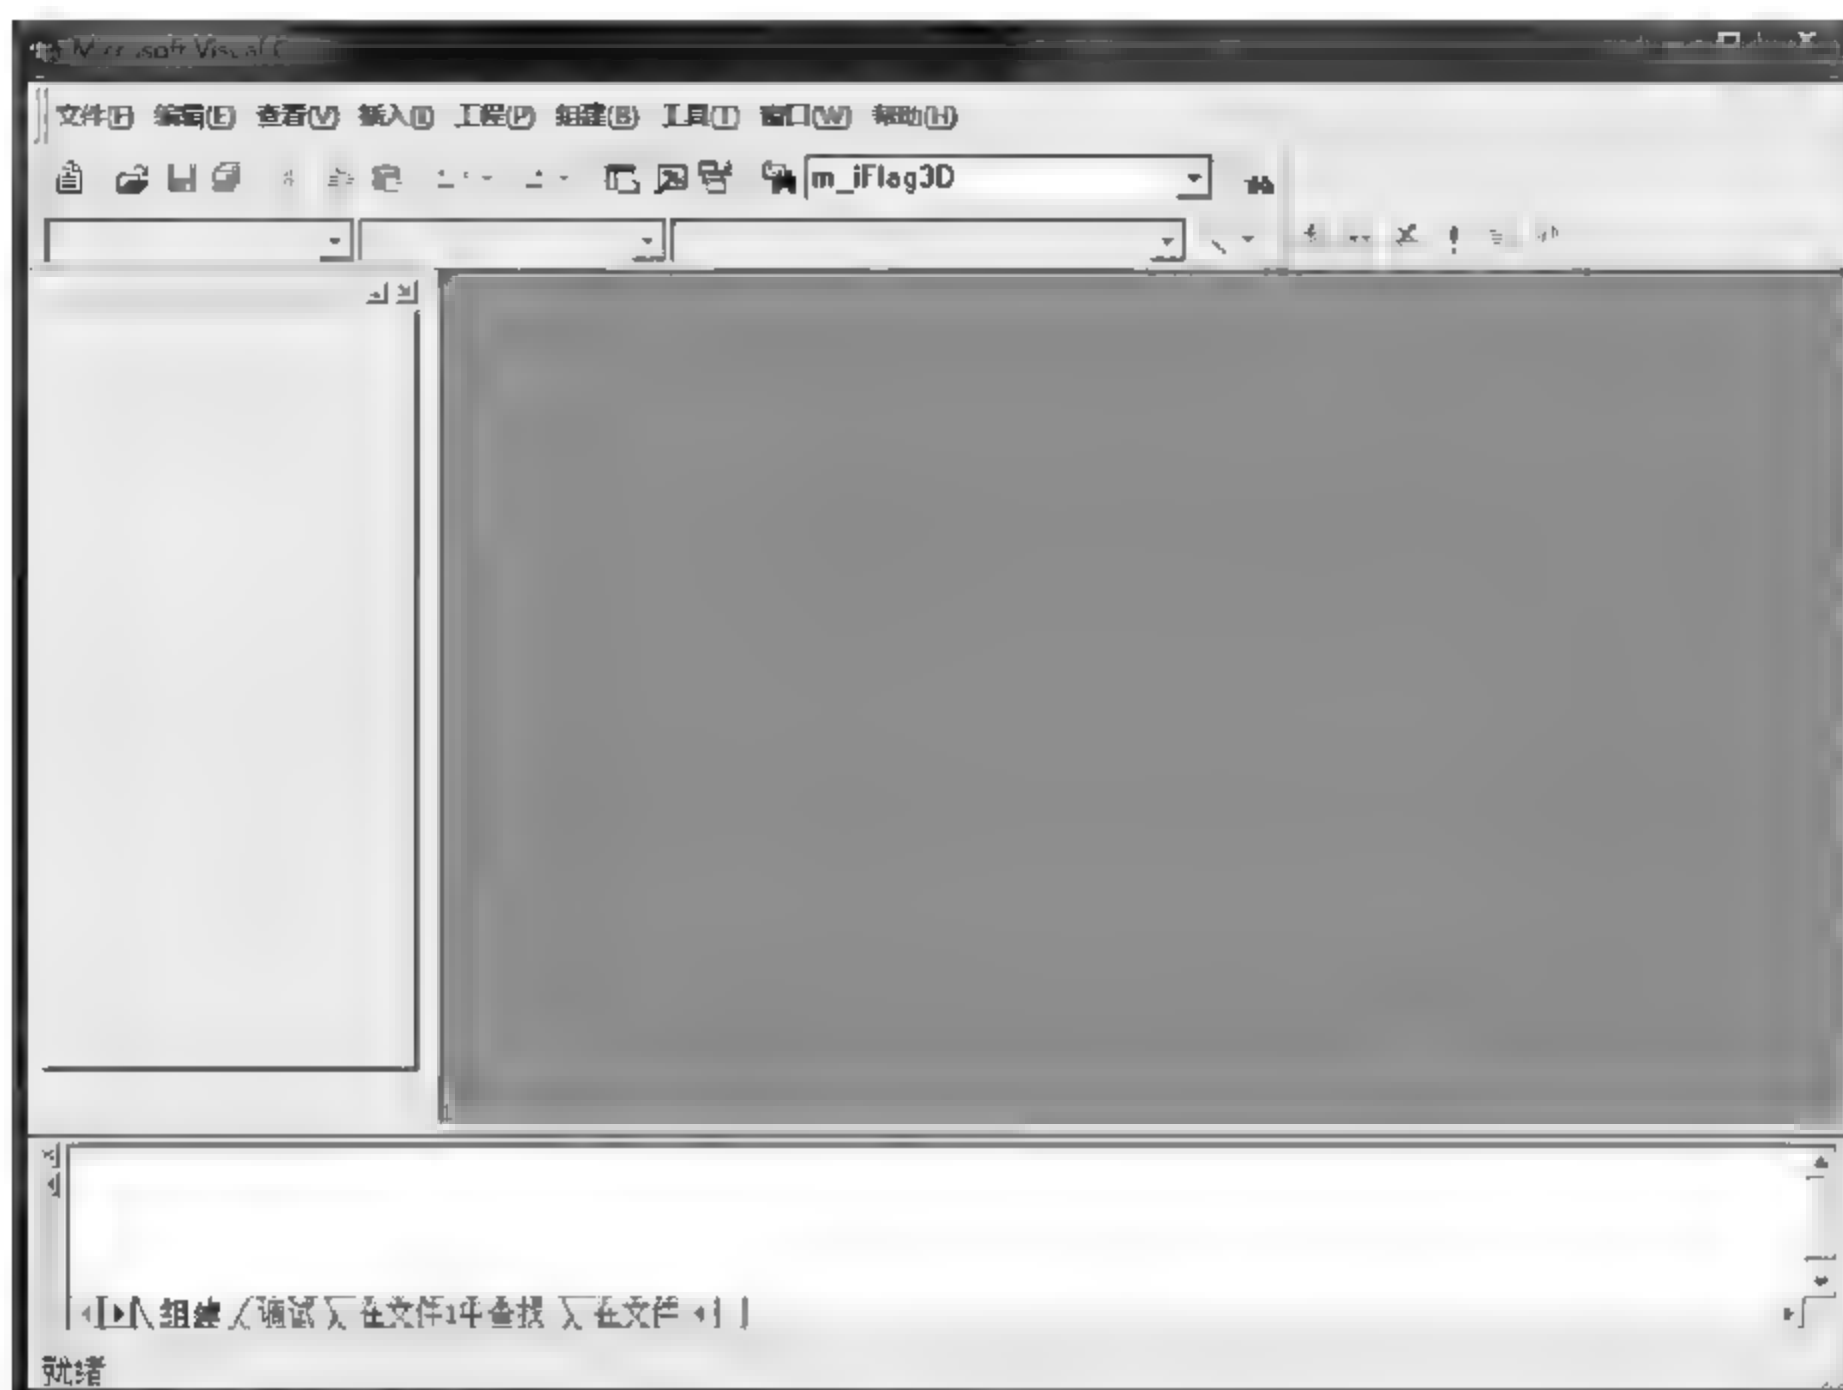 Microsoft Visual C
文件(F) 编辑(E) 查看(V) 插入(I) 工程(P) 组建(B) 工具(T) 窗口(W) 帮助(H)
m_iFlag3D
组建 调试 在文件1中查找 在文件
就绪